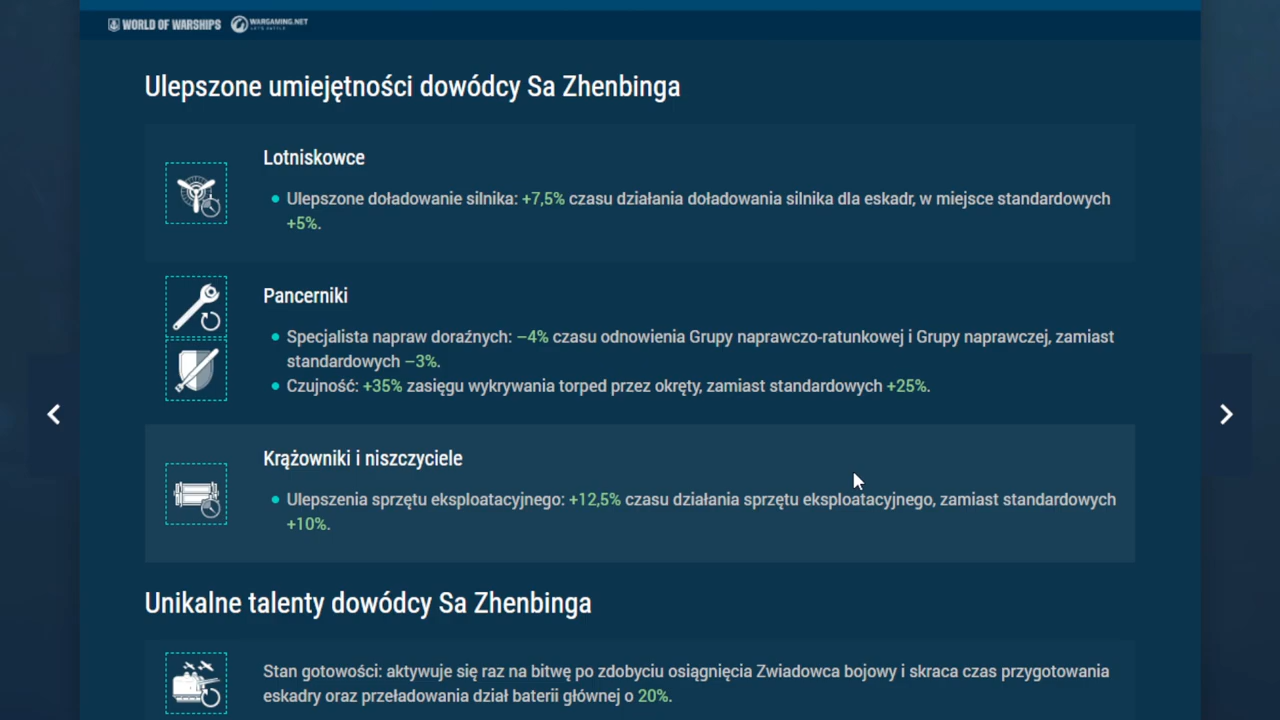 WORLD OF WARSHIPS WARGAMING.NET
LET'S BATTLE
Ulepszone umiejętności dowódcy Sa Zhenbinga
Lotniskowce
Ulepszone doładowanie silnika: +7,5% czasu działania doładowania silnika dla eskadr, w miejsce standardowych
+5%.
Pancerniki
Specjalista napraw doraźnych: –4% czasu odnowienia Grupy naprawczo-ratunkowej i Grupy naprawczej, zamiast
standardowych –3%.
Czujność: +35% zasięgu wykrywania torped przez okręty, zamiast standardowych +25%.
Krążowniki i niszczyciele
Ulepszenia sprzętu eksploatacyjnego: +12,5% czasu działania sprzętu eksploatacyjnego, zamiast standardowych
+10%.
Unikalne talenty dowódcy Sa Zhenbinga
Stan gotowości: aktywuje się raz na bitwę po zdobyciu osiągnięcia Zwiadowca bojowy i skraca czas przygotowania
eskadry oraz przeładowania dział baterii głównej o 20%.